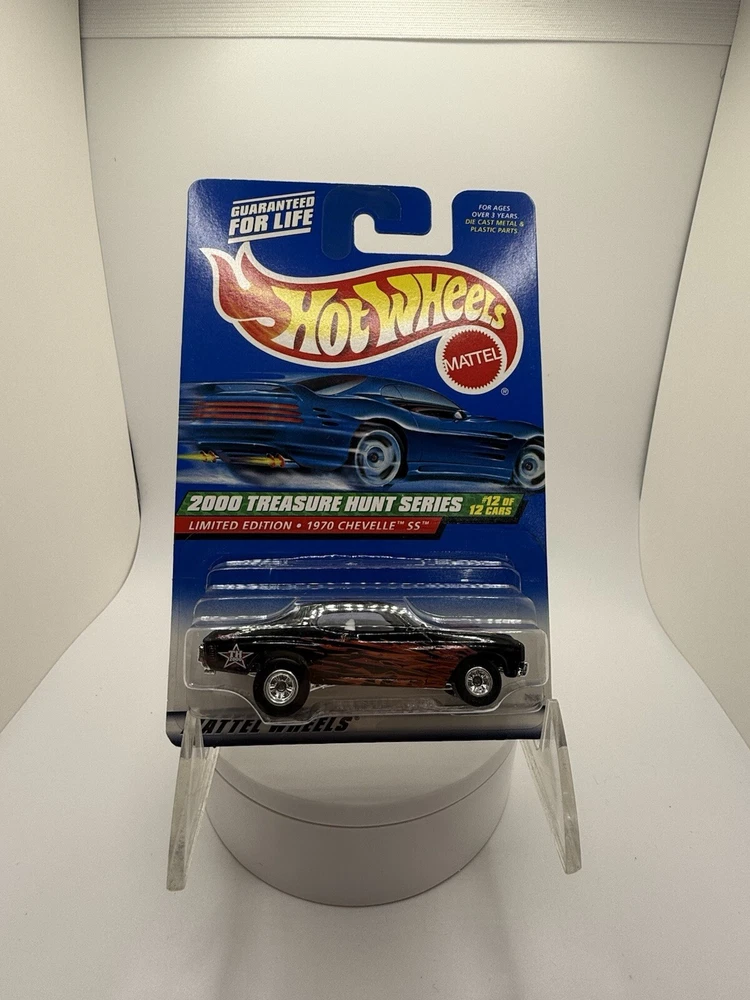 GUARANTEED
FOR LIFE
FOR AGES
OVER 3 YEARS
DIE CAST METAL &
PLASTIC PARTS
HOT WHEELS
MATTEL
®
2000 TREASURE HUNT SERIES
#12 OF
12 CARS
LIMITED EDITION • 1970 CHEVELLE™ SS™
TH
MATTEL WHEELS